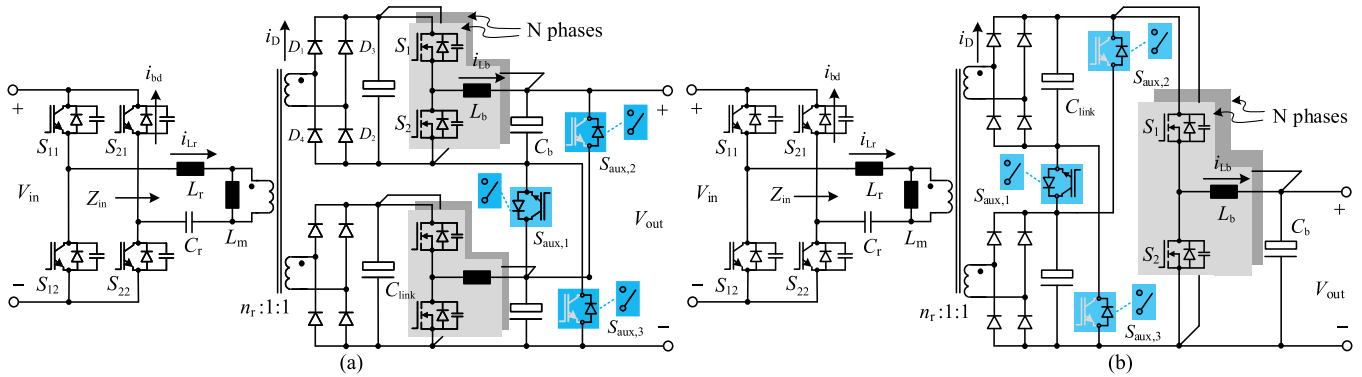 i_D
D_1
D_3
D_4
D_2
S_1
S_2
N phases
i_Lb
L_b
C_b
S_aux,2
S_aux,1
S_aux,3
+
−
V_out
i_bd
+
−
S_11
S_21
S_12
S_22
V_in
Z_in
i_Lr
L_r
L_m
C_r
n_r:1:1
C_link
(a)
i_D
C_link
S_aux,2
S_aux,1
S_aux,3
N phases
S_1
S_2
i_Lb
L_b
C_b
+
−
V_out
i_bd
+
−
S_11
S_21
S_12
S_22
V_in
Z_in
i_Lr
L_r
L_m
C_r
n_r:1:1
(b)